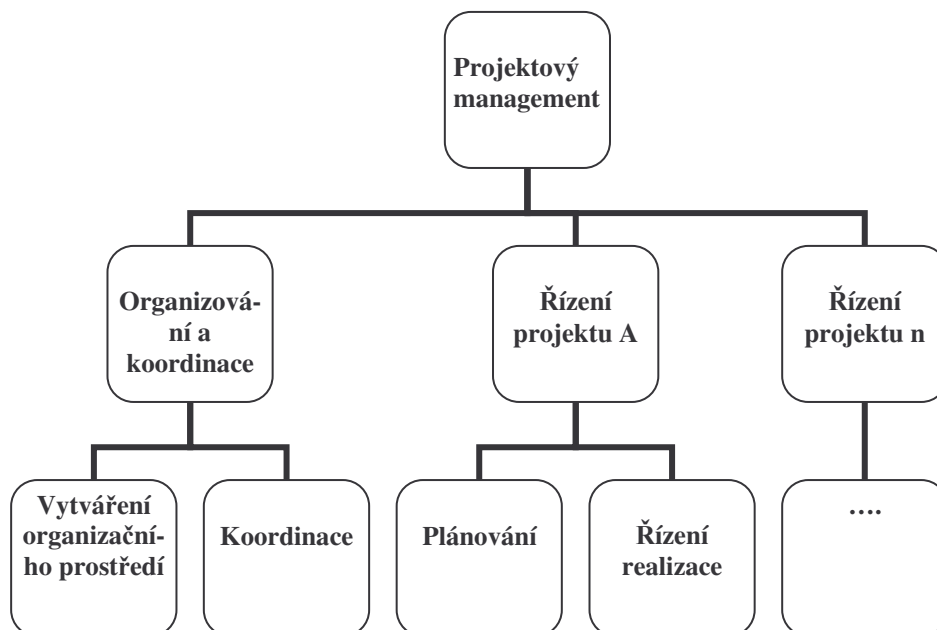 Projektový
management
Organizová-
ní a
koordinace
Řízení
projektu A
Řízení
projektu n
Vytváření
organizační-
ho prostředí
Koordinace
Plánování
Řízení
realizace
....